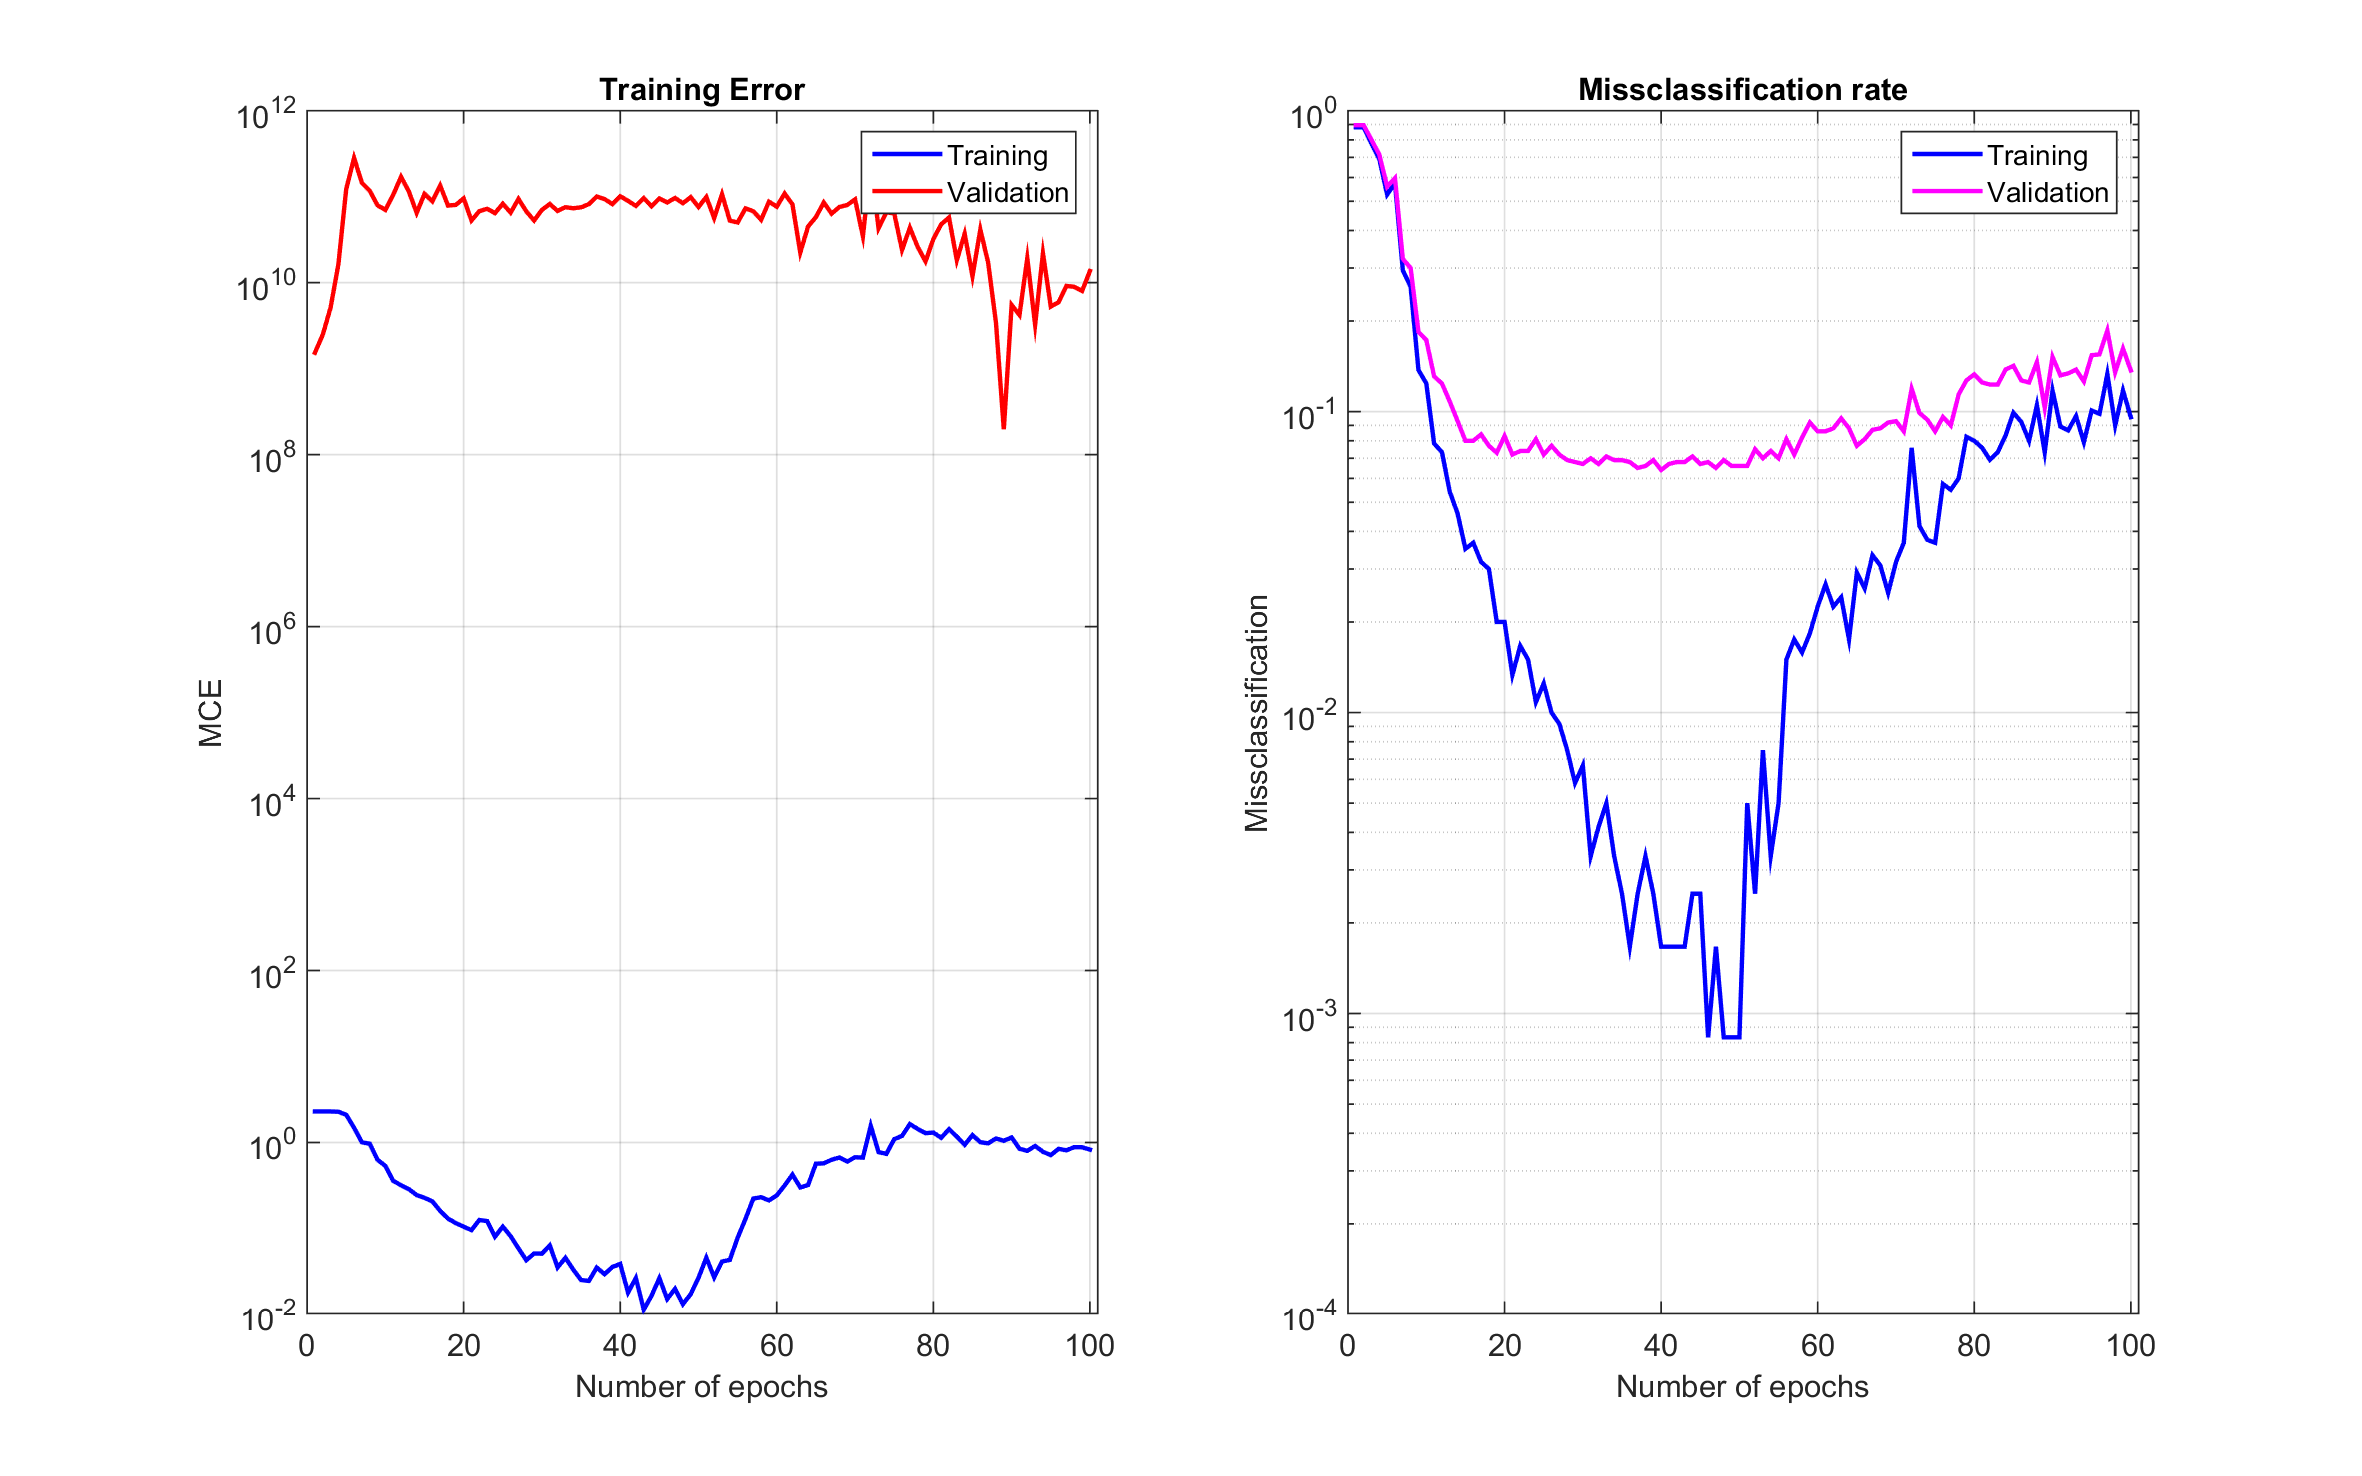 Training Error
10^12
10^10
10^8
10^6
10^4
10^2
10^0
10^-2
MCE
Training
Validation
0 20 40 60 80 100
Number of epochs
Missclassification rate
10^0
10^-1
10^-2
10^-3
10^-4
Missclassification
Training
Validation
0 20 40 60 80 100
Number of epochs